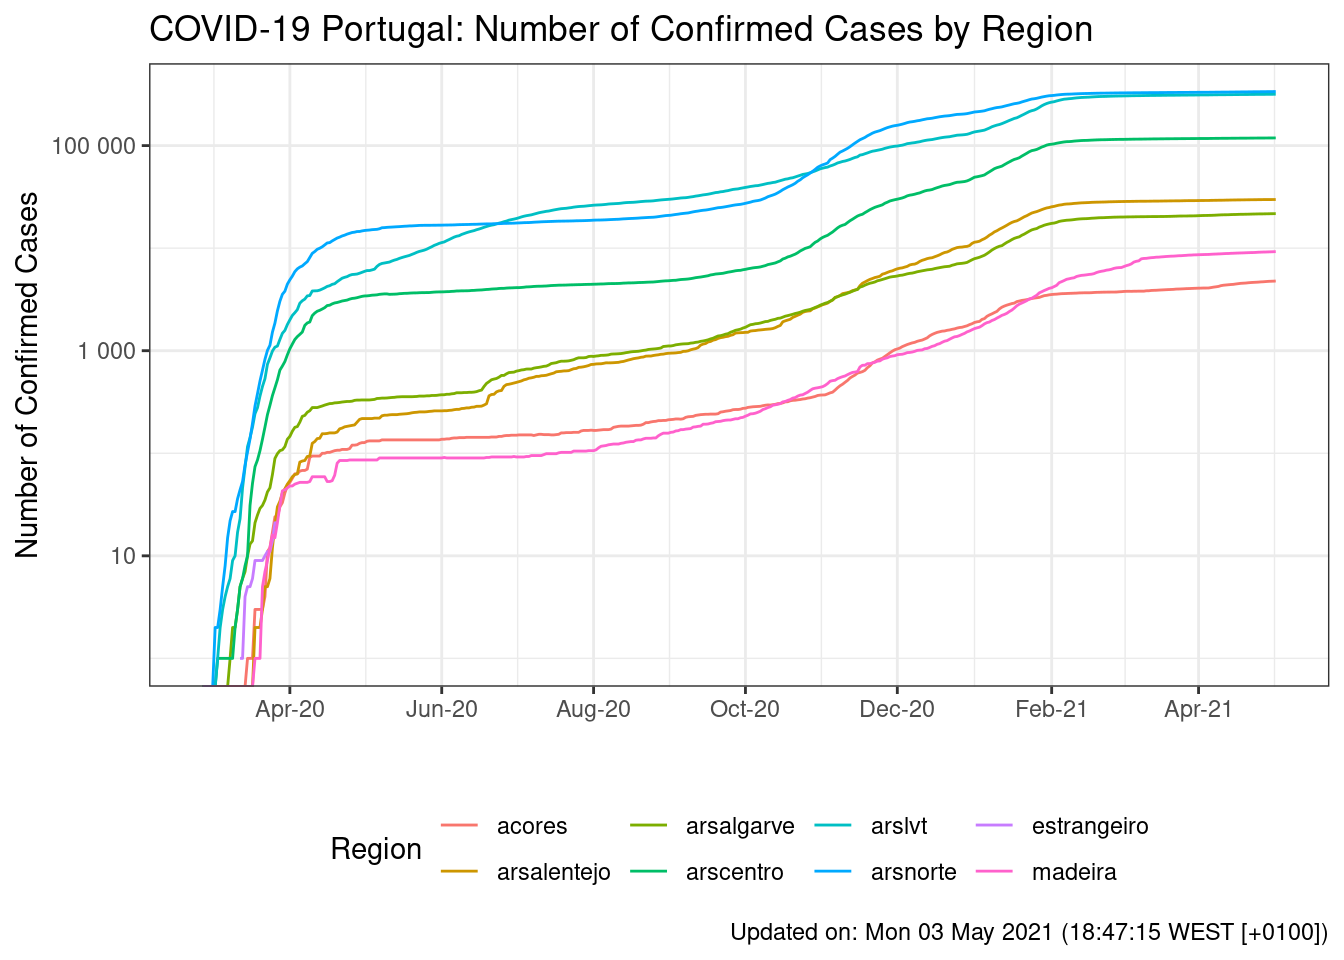 COVID-19 Portugal: Number of Confirmed Cases by Region
Number of Confirmed Cases
100 000
1 000
10
Apr-20 Jun-20 Aug-20 Oct-20 Dec-20 Feb-21 Apr-21
Region
acores arsalgarve arslvt estrangeiro
arsalentejo arscentro arsnorte madeira
Updated on: Mon 03 May 2021 (18:47:15 WEST [+0100])